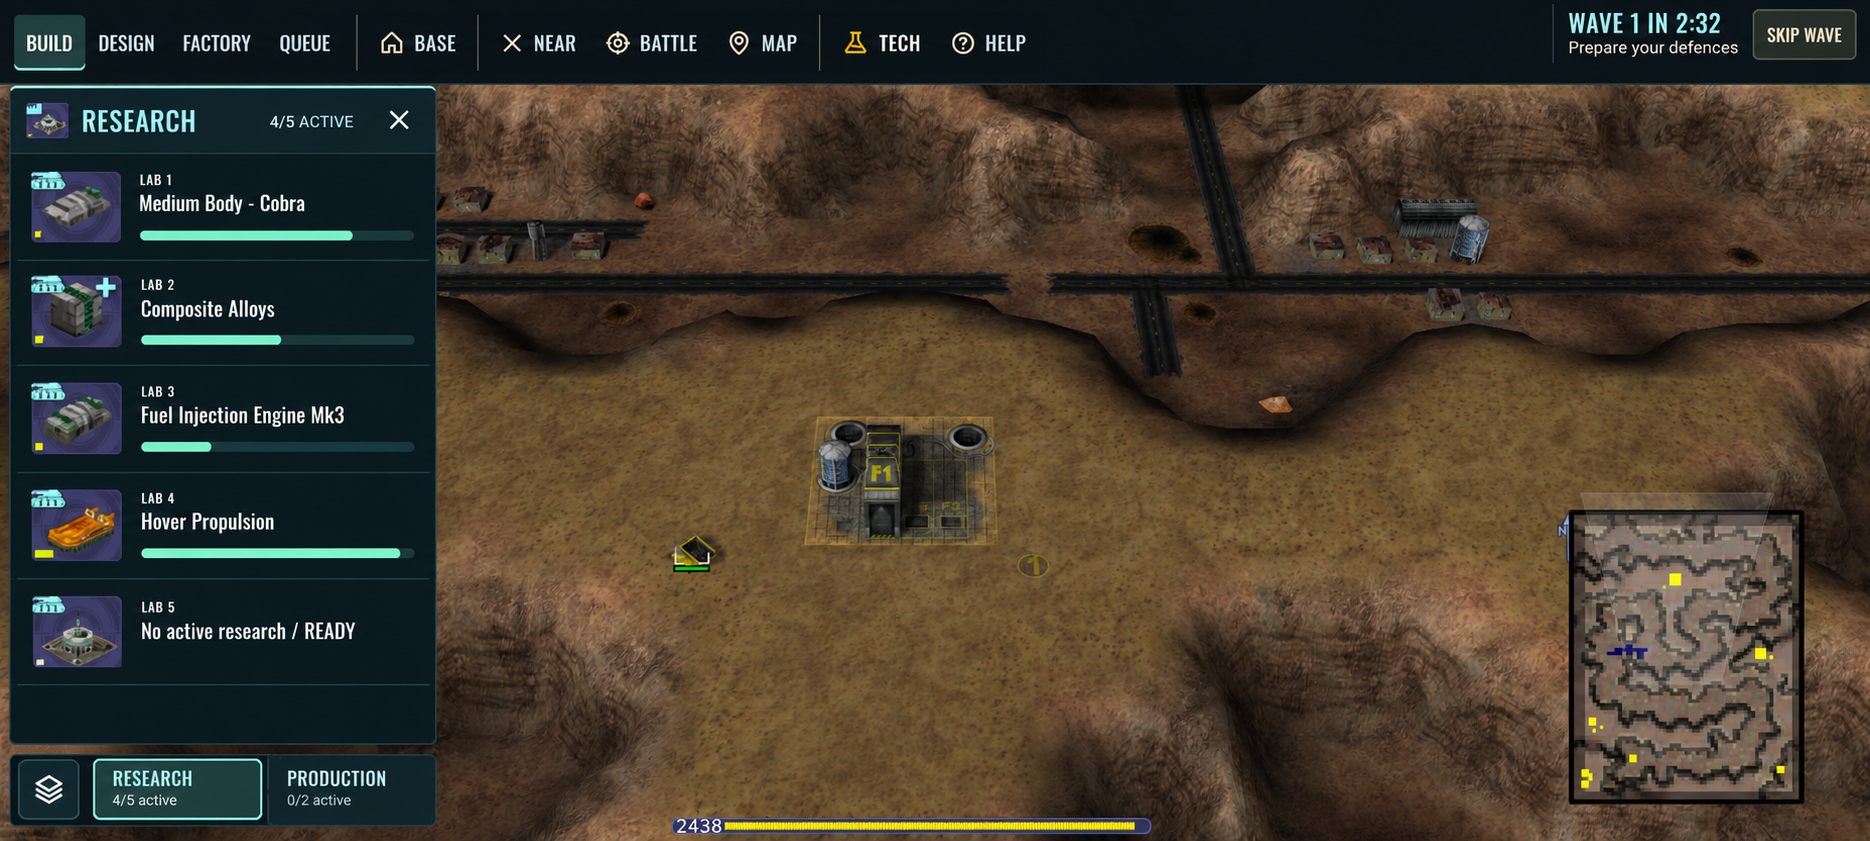 BUILD
DESIGN
FACTORY
QUEUE
BASE
NEAR
BATTLE
MAP
TECH
HELP
WAVE 1 IN 2:32
Prepare your defences
SKIP WAVE
RESEARCH
4/5 ACTIVE
LAB 1
Medium Body - Cobra
LAB 2
Composite Alloys
LAB 3
Fuel Injection Engine Mk3
LAB 4
Hover Propulsion
LAB 5
No active research / READY
F1
1
N
RESEARCH
4/5 active
PRODUCTION
0/2 active
2438